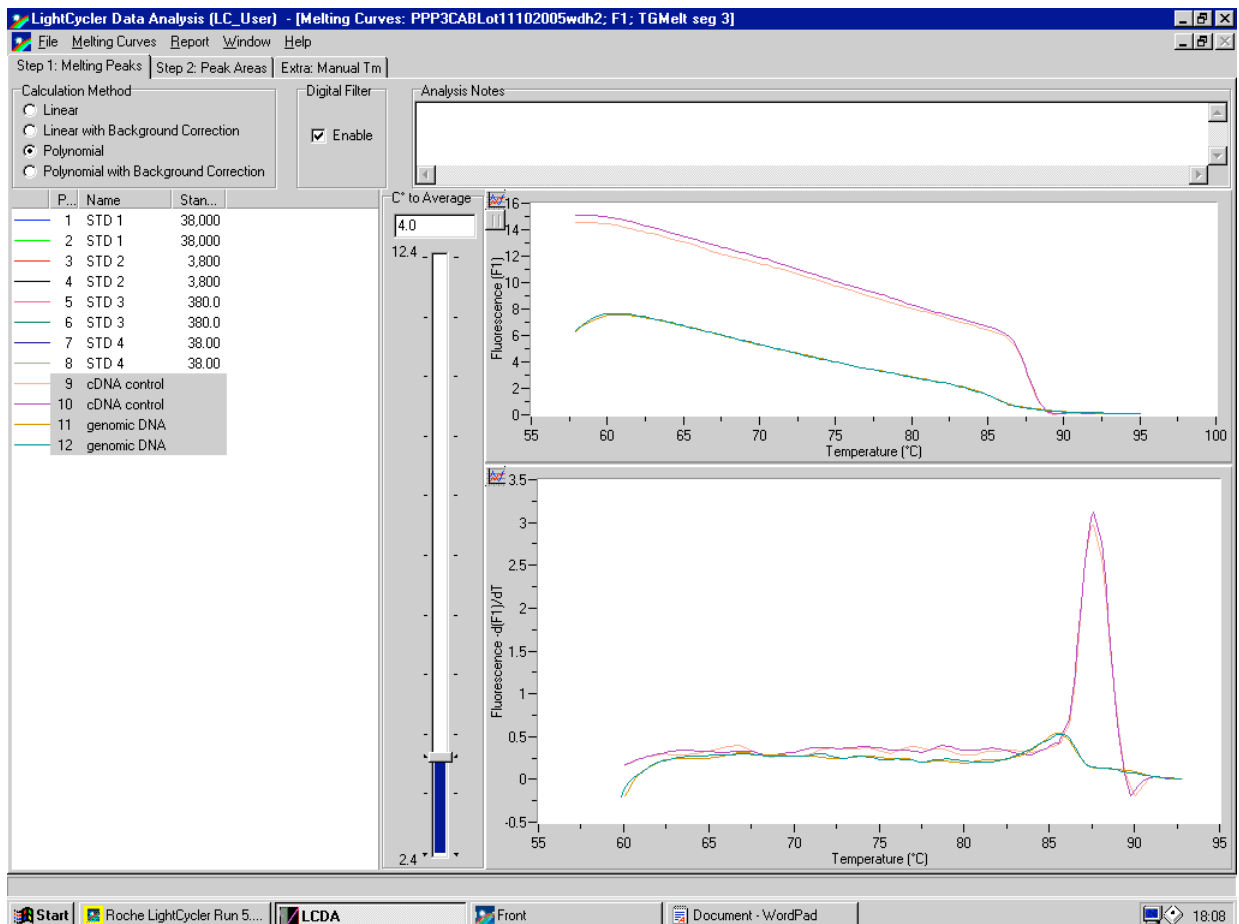 LightCycler Data Analysis (LC_User) - [Melting Curves: PPP3CABLot11102005wdh2; F1; TGMelt seg 3]
File Melting Curves Report Window Help
Step 1: Melting Peaks Step 2: Peak Areas Extra: Manual Tm
Calculation Method
Linear
Linear with Background Correction
Polynomial
Polynomial with Background Correction
Digital Filter
Enable
Analysis Notes
P... Name Stan...
1 STD 1 38,000
2 STD 1 38,000
3 STD 2 3,800
4 STD 2 3,800
5 STD 3 380.0
6 STD 3 380.0
7 STD 4 38.00
8 STD 4 38.00
9 cDNA control
10 cDNA control
11 genomic DNA
12 genomic DNA
C° to Average
4.0
12.4
2.4
Fluorescence (F1)
16
14
12
10
8
6
4
2
0
55 60 65 70 75 80 85 90 95 100
Temperature (°C)
Fluorescence -d(F1)/dT
3.5
3
2.5
2
1.5
1
0.5
0
-0.5
55 60 65 70 75 80 85 90 95
Temperature (°C)
Start Roche LightCycler Run 5.... LCDA Front Document - WordPad 18:08